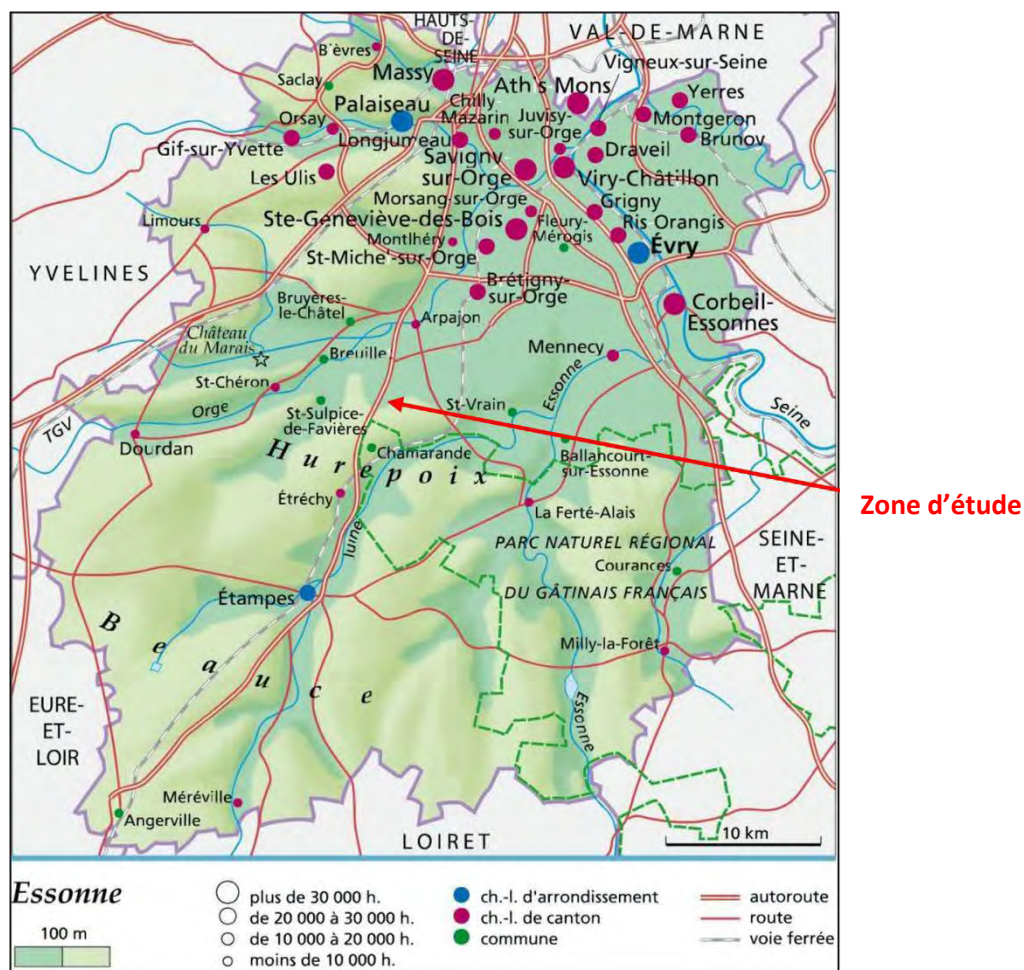 HAUTS-
DE-
SEINE
VAL-DE-MARNE
Bièvres
Vigneux-sur-Seine
Massy
Saclay
Ath's Mons
Yerres
Palaiseau
Chilly
Mazarin
Juvisy-
sur-Orge
Montgeron
Orsay
Brunoy
Longjumeau
Gif-sur-Yvette
Draveil
Savigny
sur-Orge
Les Ulis
Viry-Châtillon
Morsang-sur-Orge
Grigny
Ste-Geneviève-des-Bois
Fleury-
Mérogis
Ris Orangis
Limours
Montlhéry
Évry
St-Miche'-sur-Orge
YVELINES
Brétigny-
sur-Orge
Bruyères-
le-Châtel
Corbeil-
Essonnes
Arpajon
Château
du Marais
Breuille
Mennecy
St-Chéron
Essonne
Orge
St-Vrain
TGV
St-Sulpice-
de-Favières
Seine
Dourdan
Hurepoix
Chamarande
Ballancourt-
sur-Essonne
Étréchy
Zone d'étude
La Ferté-Alais
Juine
PARC NATUREL RÉGIONAL
SEINE-
ET-
MARNE
Courances
Étampes
DU GÂTINAIS FRANÇAIS
Beauce
Milly-la-Forêt
EURE-
ET-
LOIR
Essonne
Méréville
Angerville
LOIRET
10 km
Essonne
100 m
plus de 30 000 h.
de 20 000 à 30 000 h.
de 10 000 à 20 000 h.
moins de 10 000 h.
ch.-l. d'arrondissement
ch.-l. de canton
commune
autoroute
route
voie ferrée